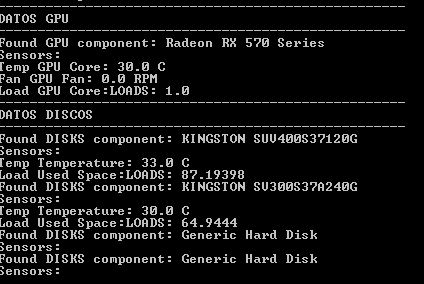 DATOS GPU
Found GPU component: Radeon RX 570 Series
Sensors:
Temp GPU Core: 30.0 C
Fan GPU Fan: 0.0 RPM
Load GPU Core:LOADS: 1.0
DATOS DISCOS
Found DISKS component: KINGSTON SUV400S37120G
Sensors:
Temp Temperature: 33.0 C
Load Used Space:LOADS: 87.19398
Found DISKS component: KINGSTON SV300S37A240G
Sensors:
Temp Temperature: 30.0 C
Load Used Space:LOADS: 64.9444
Found DISKS component: Generic Hard Disk
Sensors:
Found DISKS component: Generic Hard Disk
Sensors: